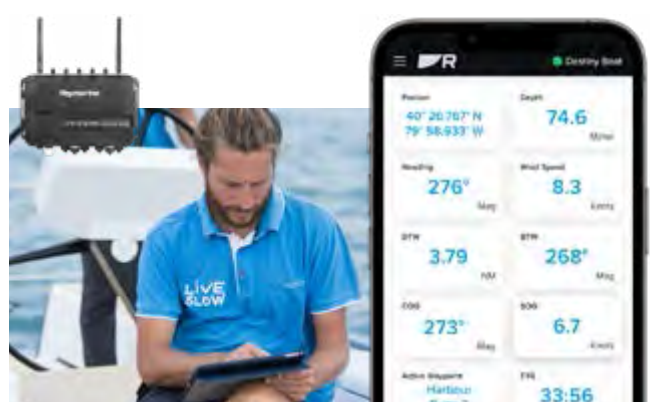 Raymarine
LIVE
SLOW
R
Destiny Boat
Position
40° 26.767' N
79° 58.933' W
Depth
74.6
Heading
276°
Mag
Wind Speed
8.3
Knots
DTW
3.79
NM
BTW
268°
Mag
COG
273°
Mag
SOG
6.7
Knots
Active Waypoint
Harbour
TTG
33:56